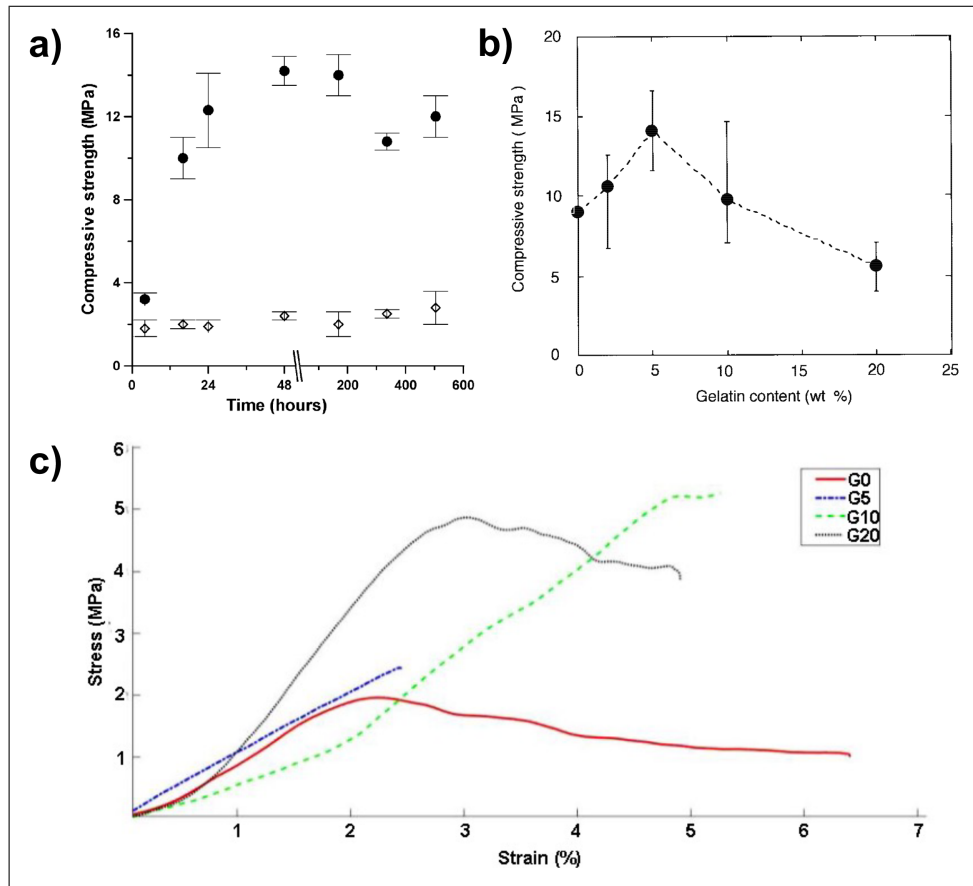 a)
16
12
8
4
0
Compressive strength (MPa)
0
24
48
200
400
600
Time (hours)
b)
20
15
10
5
0
Compressive strength ( MPa)
0
5
10
15
20
25
Gelatin content (wt %)
c)
6
5
4
3
2
1
Stress (MPa)
G0
G5
G10
G20
1
2
3
4
5
6
7
Strain (%)